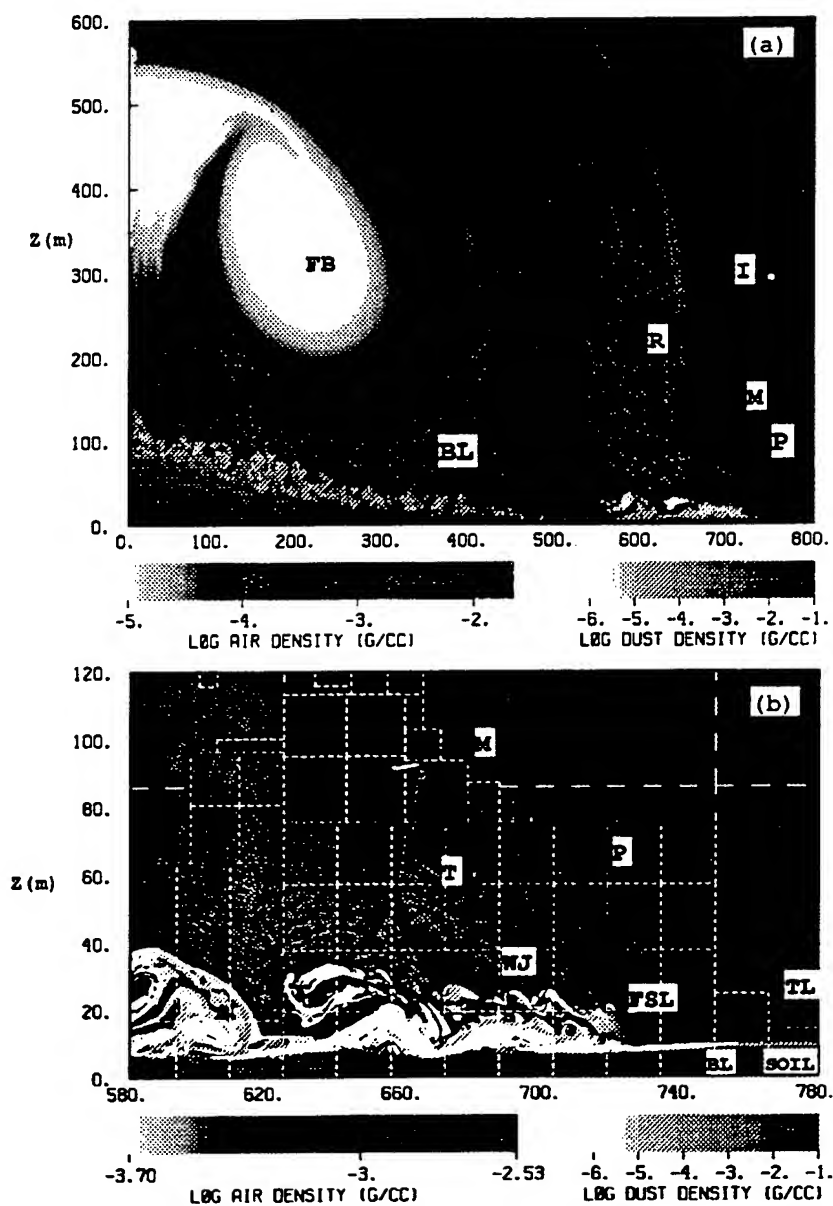 600.
(a)
500.
400.
Z (m)
300.
FB
I
R
200.
M
100.
BL
P
0.
0. 100. 200. 300. 400. 500. 600. 700. 800.
-5. -4. -3. -2.
LØG AIR DENSITY (G/CC)
-6. -5. -4. -3. -2. -1.
LØG DUST DENSITY (G/CC)
120.
(b)
100.
M
80.
T
P
Z (m)
60.
40.
WJ
FSL
TL
20.
BL
SOIL
0.
580. 620. 660. 700. 740. 780.
-3.70 -3. -2.53
LØG AIR DENSITY (G/CC)
-6. -5. -4. -3. -2. -1.
LØG DUST DENSITY (G/CC)